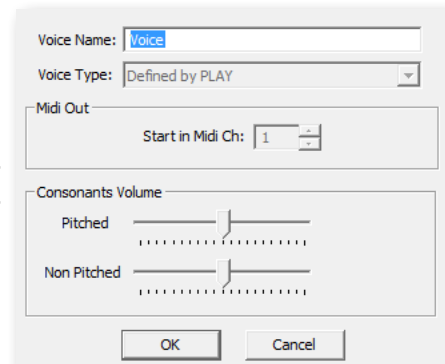 Voice Name: Voice
Voice Type: Defined by PLAY
Midi Out
Start in Midi Ch: 1
Consonants Volume
Pitched
Non Pitched
OK Cancel